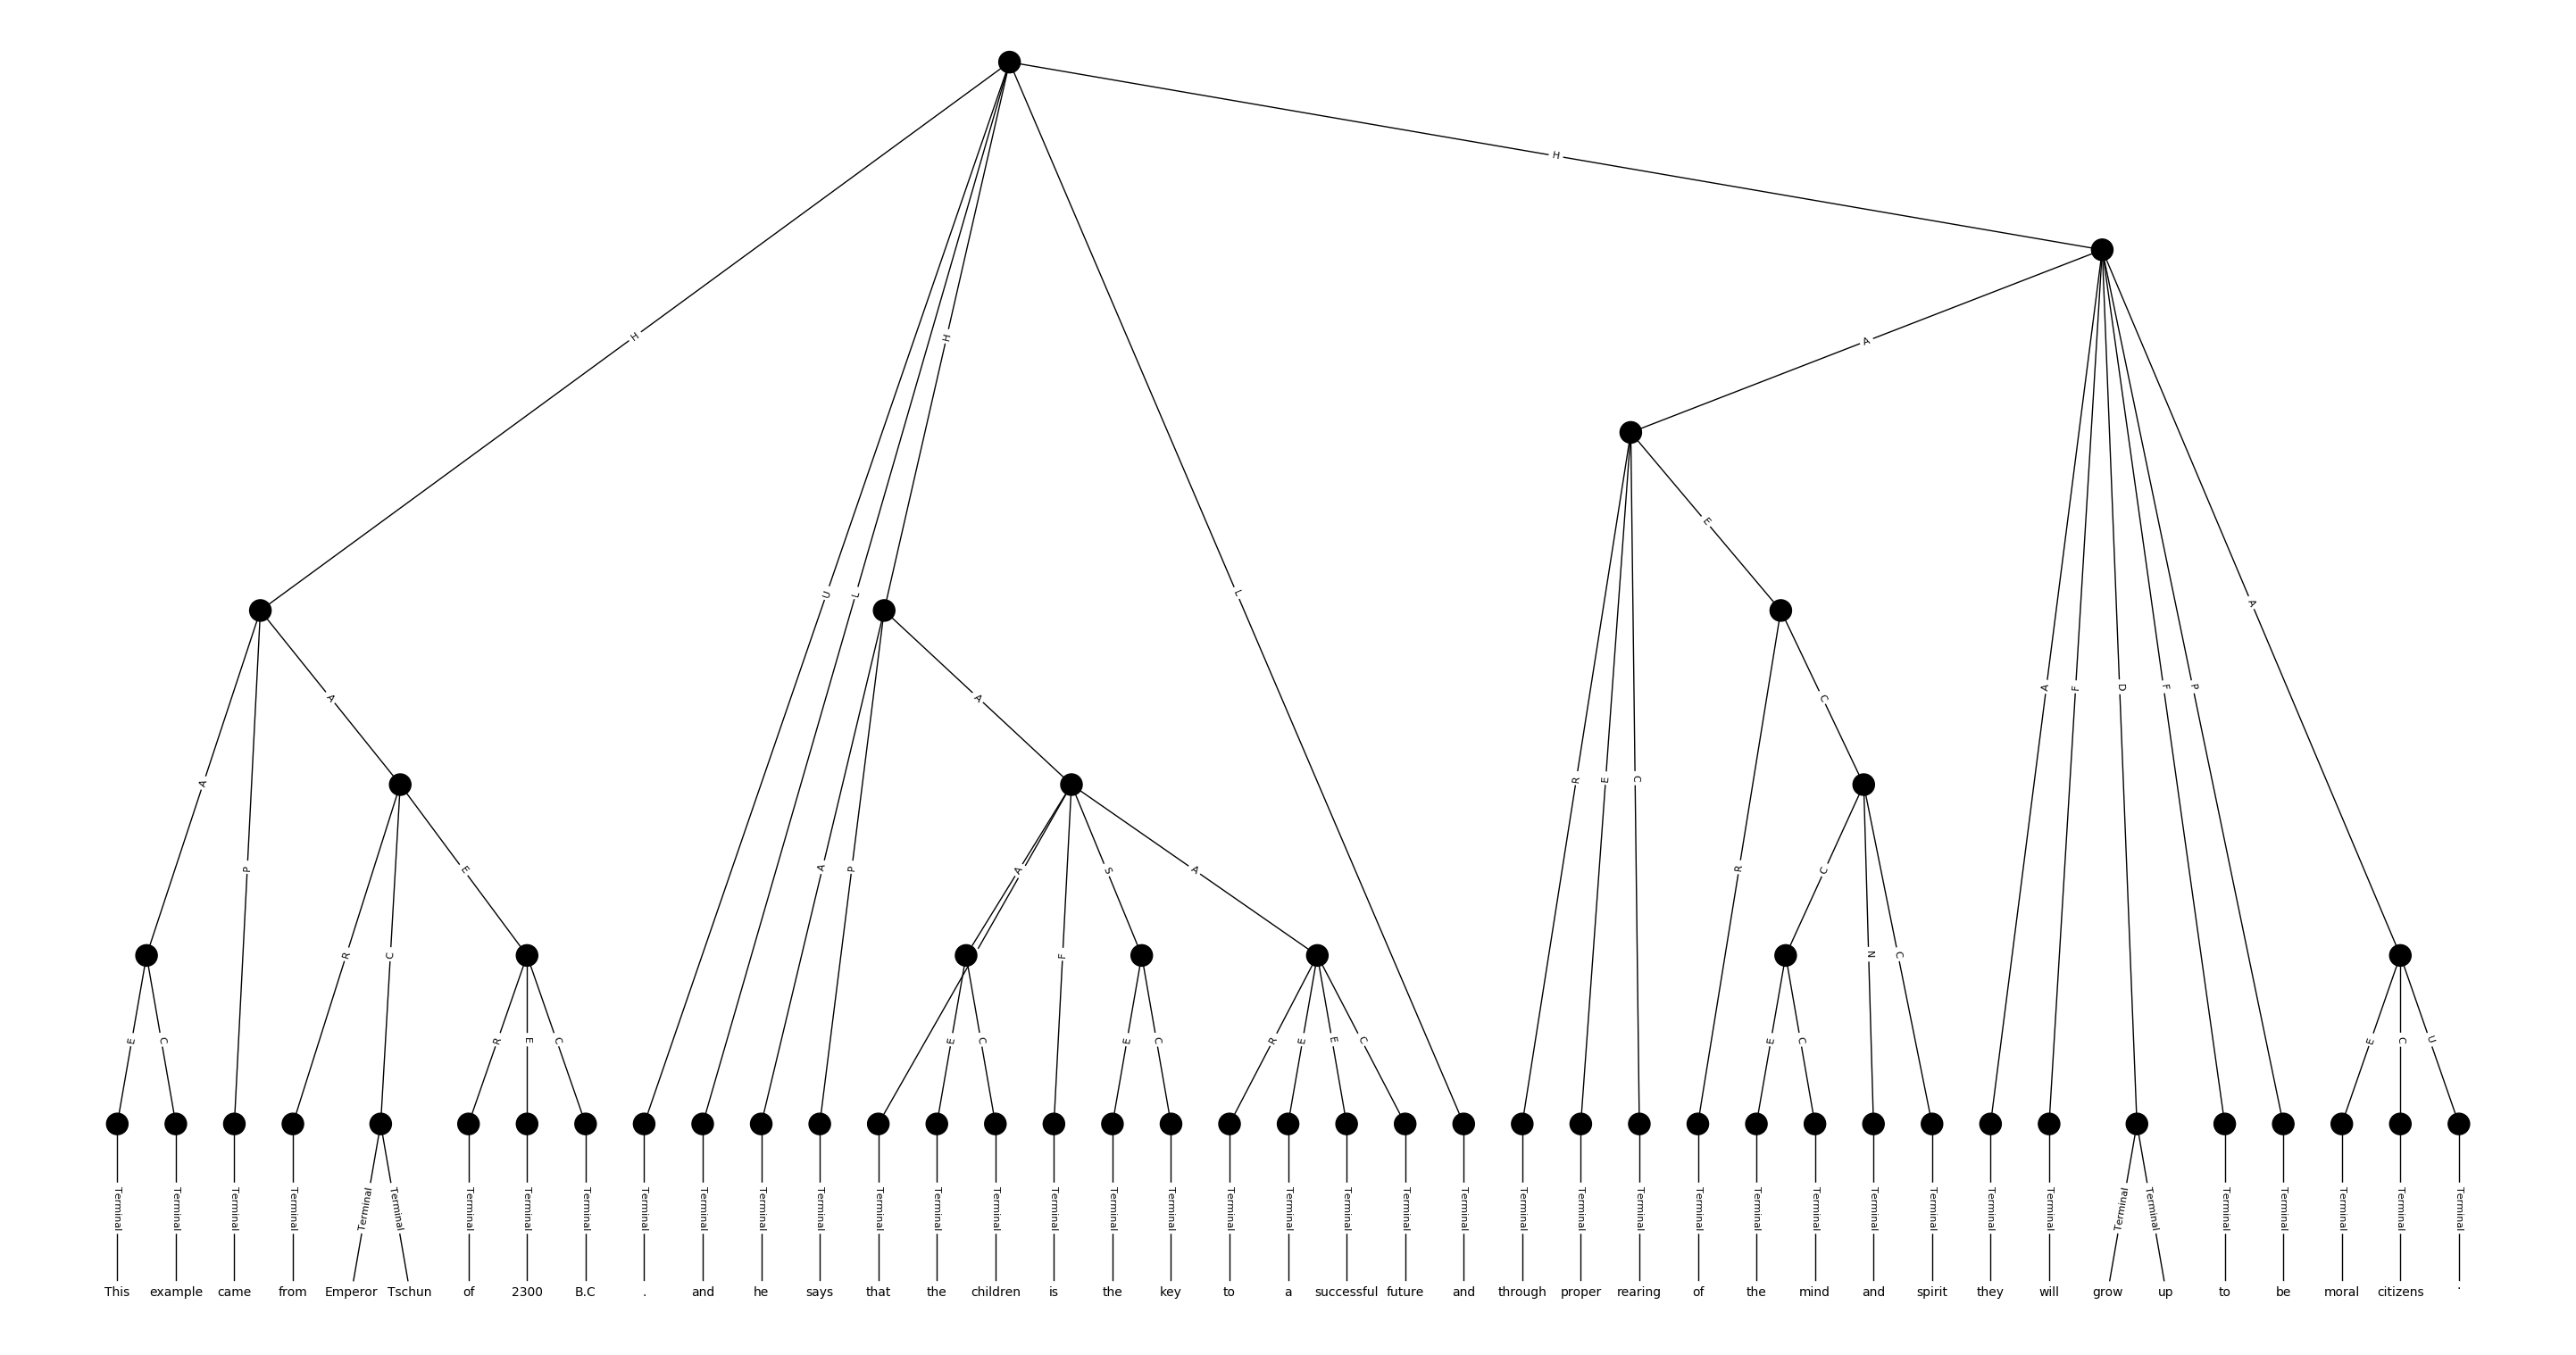 H
H
H
A
E
A
U
L
L
A
A
F
D
F
P
A
C
A
A
P
R
E
C
P
E
A
P
A
S
A
R
C
R
C
F
N
C
E
C
R
E
C
E
C
E
C
R
E
E
C
E
C
E
C
U
Terminal Terminal Terminal Terminal Terminal Terminal Terminal Terminal Terminal Terminal Terminal Terminal Terminal Terminal Terminal Terminal Terminal Terminal Terminal Terminal Terminal Terminal Terminal Terminal Terminal Terminal Terminal Terminal Terminal Terminal Terminal Terminal Terminal Terminal Terminal Terminal Terminal Terminal Terminal Terminal Terminal
This example came from Emperor Tschun of 2300 B.C . and he says that the children is the key to a successful future and through proper rearing of the mind and spirit they will grow up to be moral citizens .